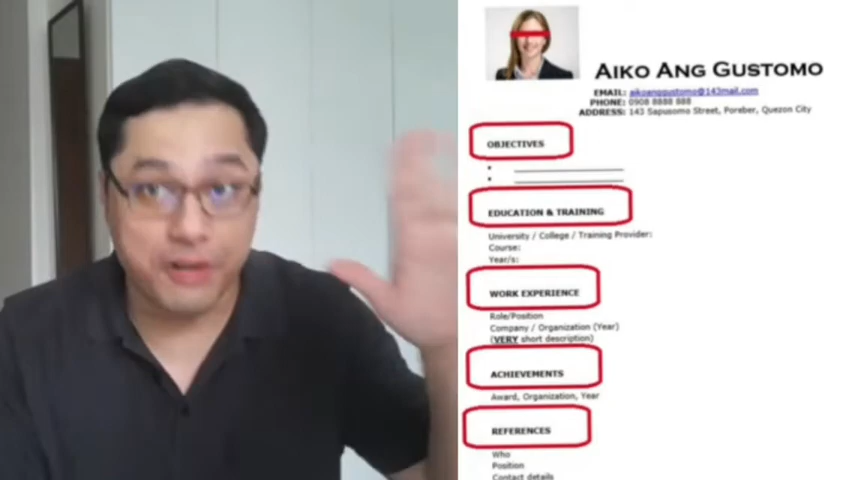 AIKO ANG GUSTOMO
EMAIL: aikoanggustomo@143mail.com
PHONE: 0908 8888 888
ADDRESS: 143 Sapusomo Street, Poreber, Quezon City
OBJECTIVES
EDUCATION & TRAINING
University / College / Training Provider:
Course:
Year/s:
WORK EXPERIENCE
Role/Position
Company / Organization (Year)
(VERY short description)
ACHIEVEMENTS
Award, Organization, Year
REFERENCES
Who
Position
Contact details